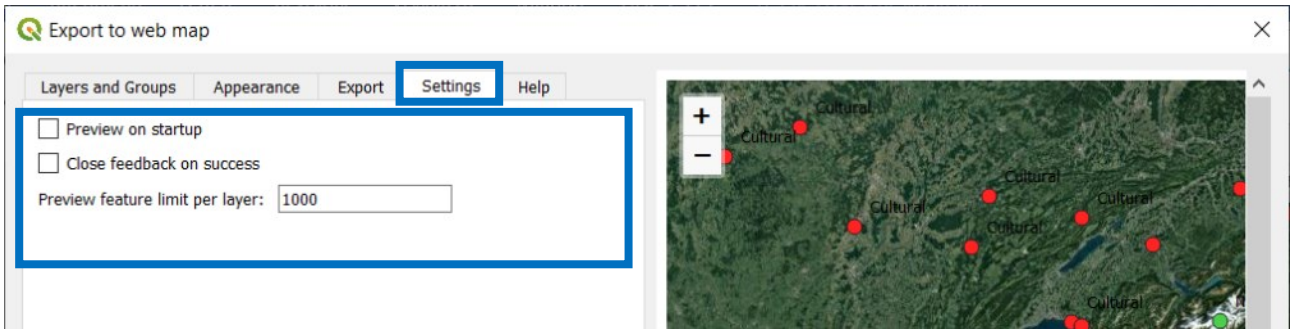 Export to web map
Layers and Groups Appearance Export Settings Help
Preview on startup
Close feedback on success
Preview feature limit per layer: 1000
+
−
Cultural
Cultural
Cultural
Cultural
Cultural
Cultural
Cultural